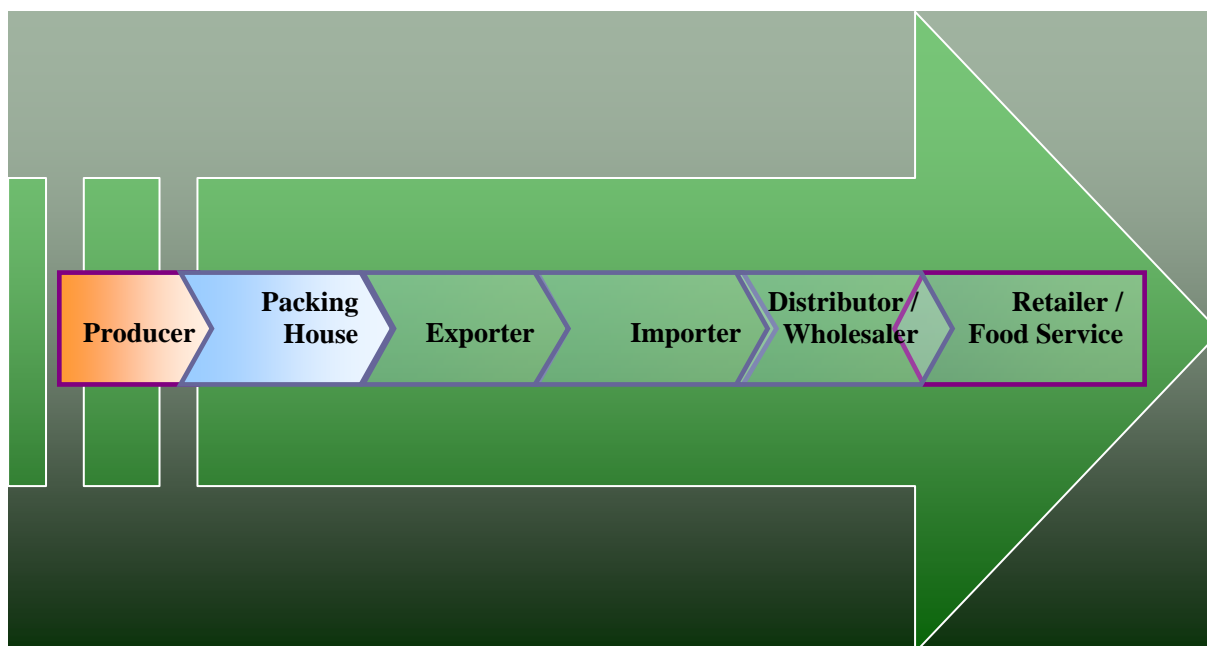 Producer
Packing
House
Exporter
Importer
Distributor /
Wholesaler
Retailer /
Food Service